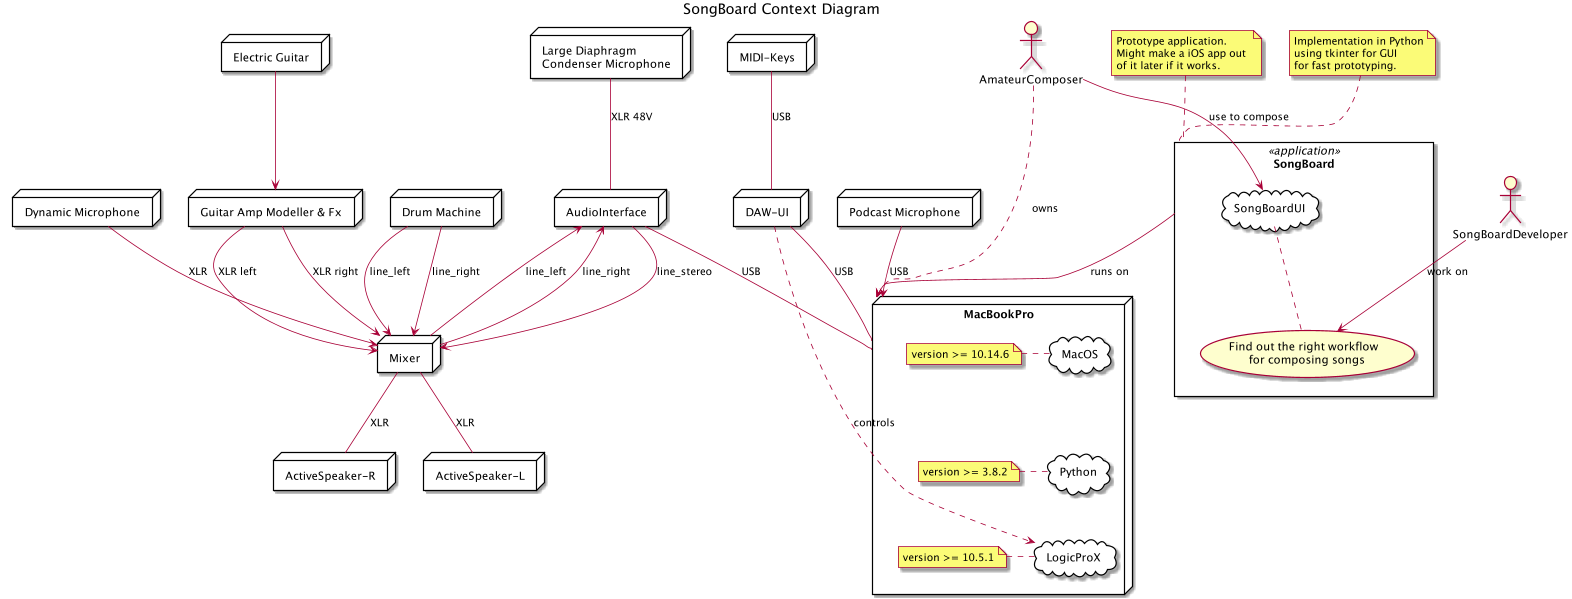 SongBoard Context Diagram
Electric Guitar
Large Diaphragm
Condenser Microphone
MIDI-Keys
AmateurComposer
Prototype application.
Might make a iOS app out
of it later if it works.
Implementation in Python
using tkinter for GUI
for fast prototyping.
XLR 48V
USB
use to compose
«application»
SongBoard
Dynamic Microphone
Guitar Amp Modeller & Fx
Drum Machine
AudioInterface
DAW-UI
Podcast Microphone
owns
SongBoardUI
SongBoardDeveloper
XLR
XLR left
XLR right
line_left
line_right
line_left
line_right
line_stereo
USB
USB
USB
runs on
work on
MacBookPro
Mixer
version >= 10.14.6
MacOS
Find out the right workflow
for composing songs
XLR
XLR
controls
ActiveSpeaker-R
ActiveSpeaker-L
version >= 3.8.2
Python
version >= 10.5.1
LogicProX